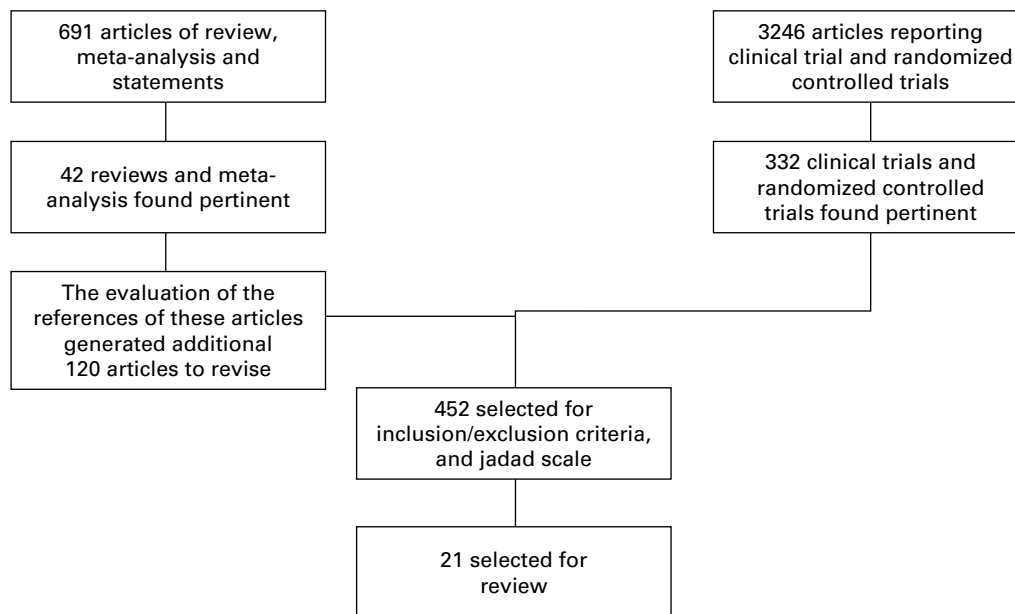 691 articles of review,
meta-analysis and
statements
3246 articles reporting
clinical trial and randomized
controlled trials
42 reviews and meta-
analysis found pertinent
332 clinical trials and
randomized controlled
trials found pertinent
The evaluation of the
references of these articles
generated additional
120 articles to revise
452 selected for
inclusion/exclusion criteria,
and jadad scale
21 selected for
review